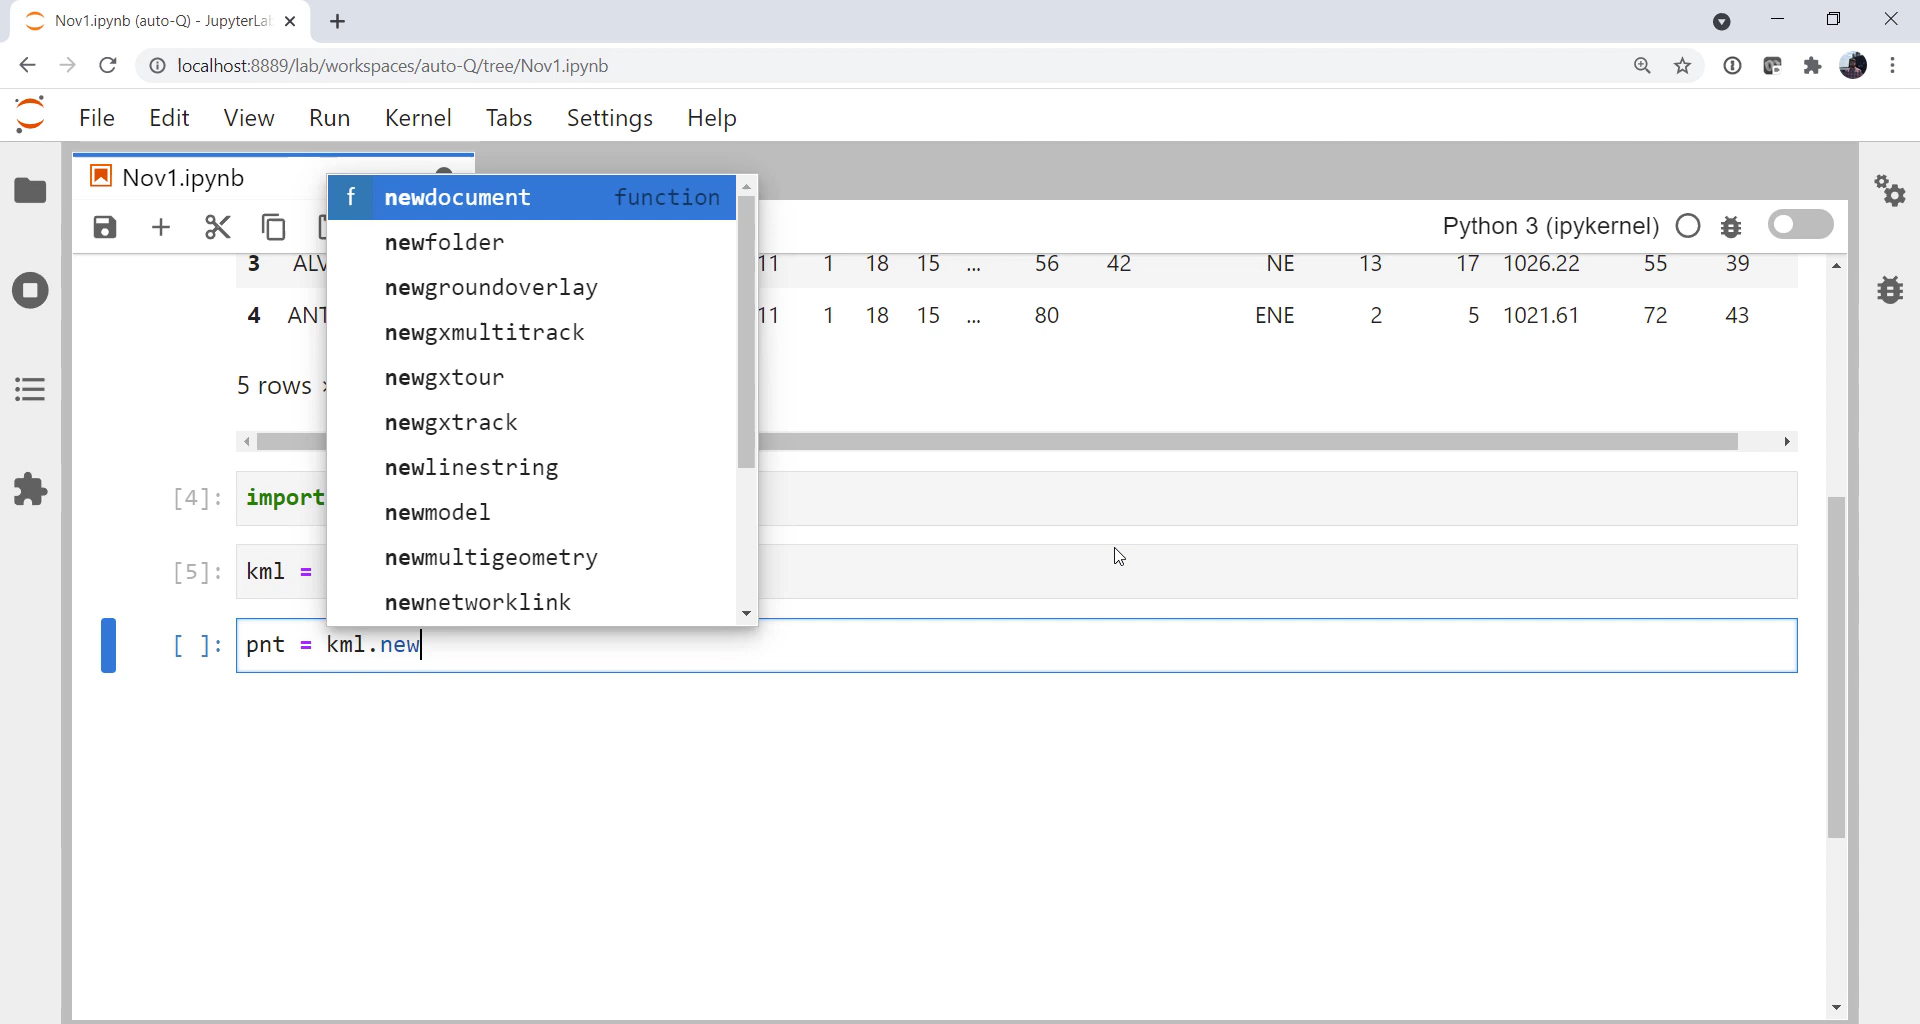 Nov1.ipynb (auto-Q) - JupyterLa
localhost:8889/lab/workspaces/auto-Q/tree/Nov1.ipynb
File Edit View Run Kernel Tabs Settings Help
Nov1.ipynb
Python 3 (ipykernel)
f newdocument function
newfolder
newgroundoverlay
newgxmultitrack
newgxtour
newgxtrack
newlinestring
newmodel
newmultigeometry
newnetworklink
3 ALV 11 1 18 15 ... 56 42 NE 13 17 1026.22 55 39
4 ANT 11 1 18 15 ... 80 ENE 2 5 1021.61 72 43
5 rows
[4]: import
[5]: kml =
[ ]: pnt = kml.new